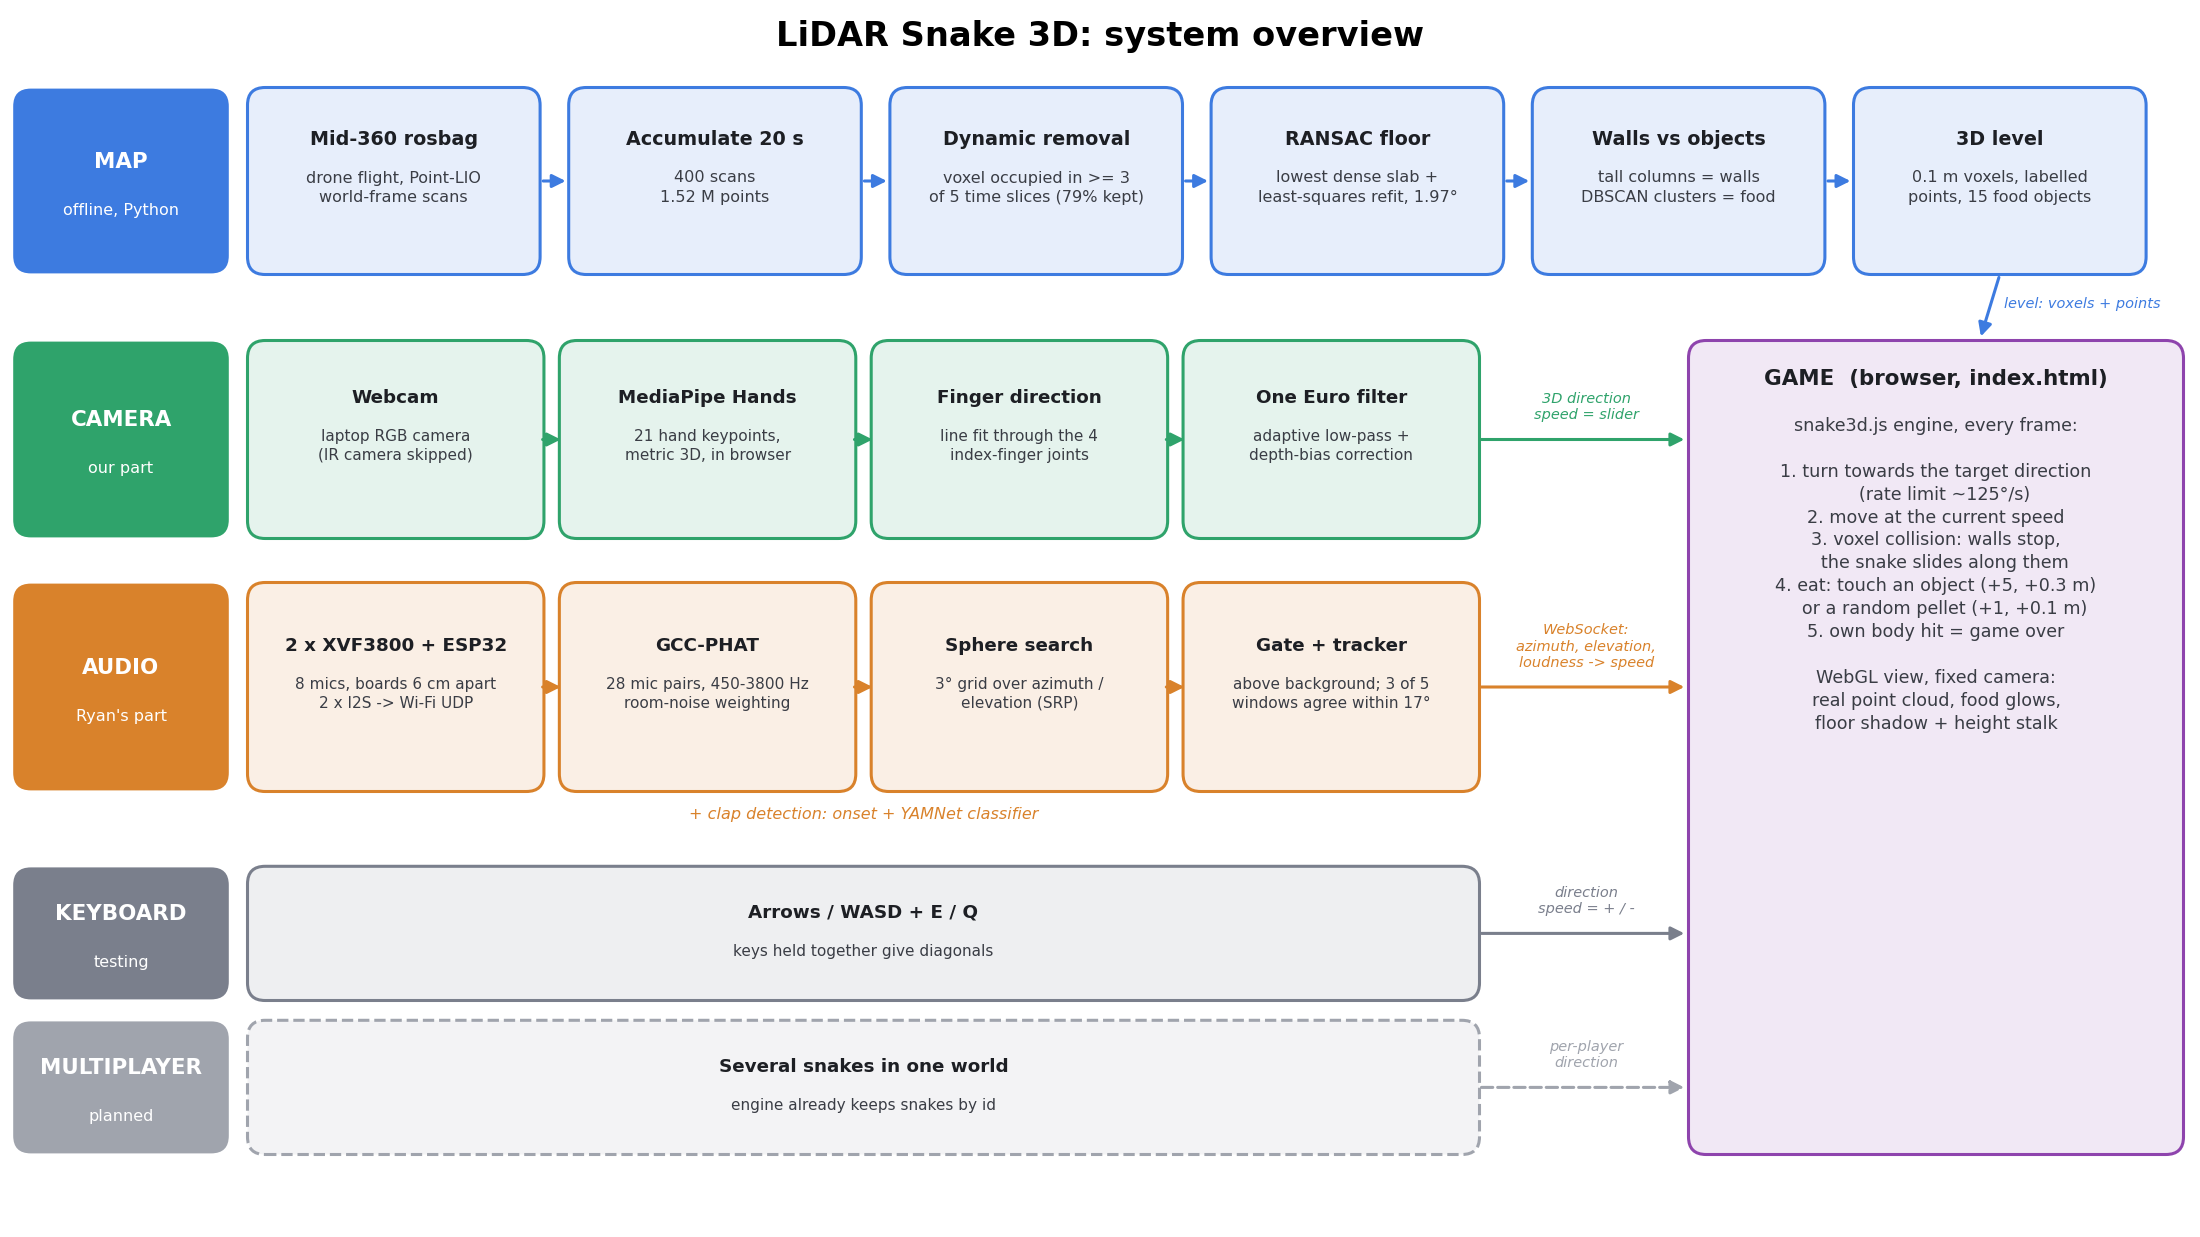 LiDAR Snake 3D: system overview
MAP
offline, Python
Mid-360 rosbag
drone flight, Point-LIO
world-frame scans
Accumulate 20 s
400 scans
1.52 M points
Dynamic removal
voxel occupied in >= 3
of 5 time slices (79% kept)
RANSAC floor
lowest dense slab +
least-squares refit, 1.97°
Walls vs objects
tall columns = walls
DBSCAN clusters = food
3D level
0.1 m voxels, labelled
points, 15 food objects
level: voxels + points
CAMERA
our part
Webcam
laptop RGB camera
(IR camera skipped)
MediaPipe Hands
21 hand keypoints,
metric 3D, in browser
Finger direction
line fit through the 4
index-finger joints
One Euro filter
adaptive low-pass +
depth-bias correction
3D direction
speed = slider
AUDIO
Ryan's part
2 x XVF3800 + ESP32
8 mics, boards 6 cm apart
2 x I2S -> Wi-Fi UDP
GCC-PHAT
28 mic pairs, 450-3800 Hz
room-noise weighting
Sphere search
3° grid over azimuth /
elevation (SRP)
Gate + tracker
above background; 3 of 5
windows agree within 17°
WebSocket:
azimuth, elevation,
loudness -> speed
+ clap detection: onset + YAMNet classifier
KEYBOARD
testing
Arrows / WASD + E / Q
keys held together give diagonals
direction
speed = + / -
MULTIPLAYER
planned
Several snakes in one world
engine already keeps snakes by id
per-player
direction
GAME  (browser, index.html)
snake3d.js engine, every frame:
1. turn towards the target direction
(rate limit ~125°/s)
2. move at the current speed
3. voxel collision: walls stop,
the snake slides along them
4. eat: touch an object (+5, +0.3 m)
or a random pellet (+1, +0.1 m)
5. own body hit = game over
WebGL view, fixed camera:
real point cloud, food glows,
floor shadow + height stalk